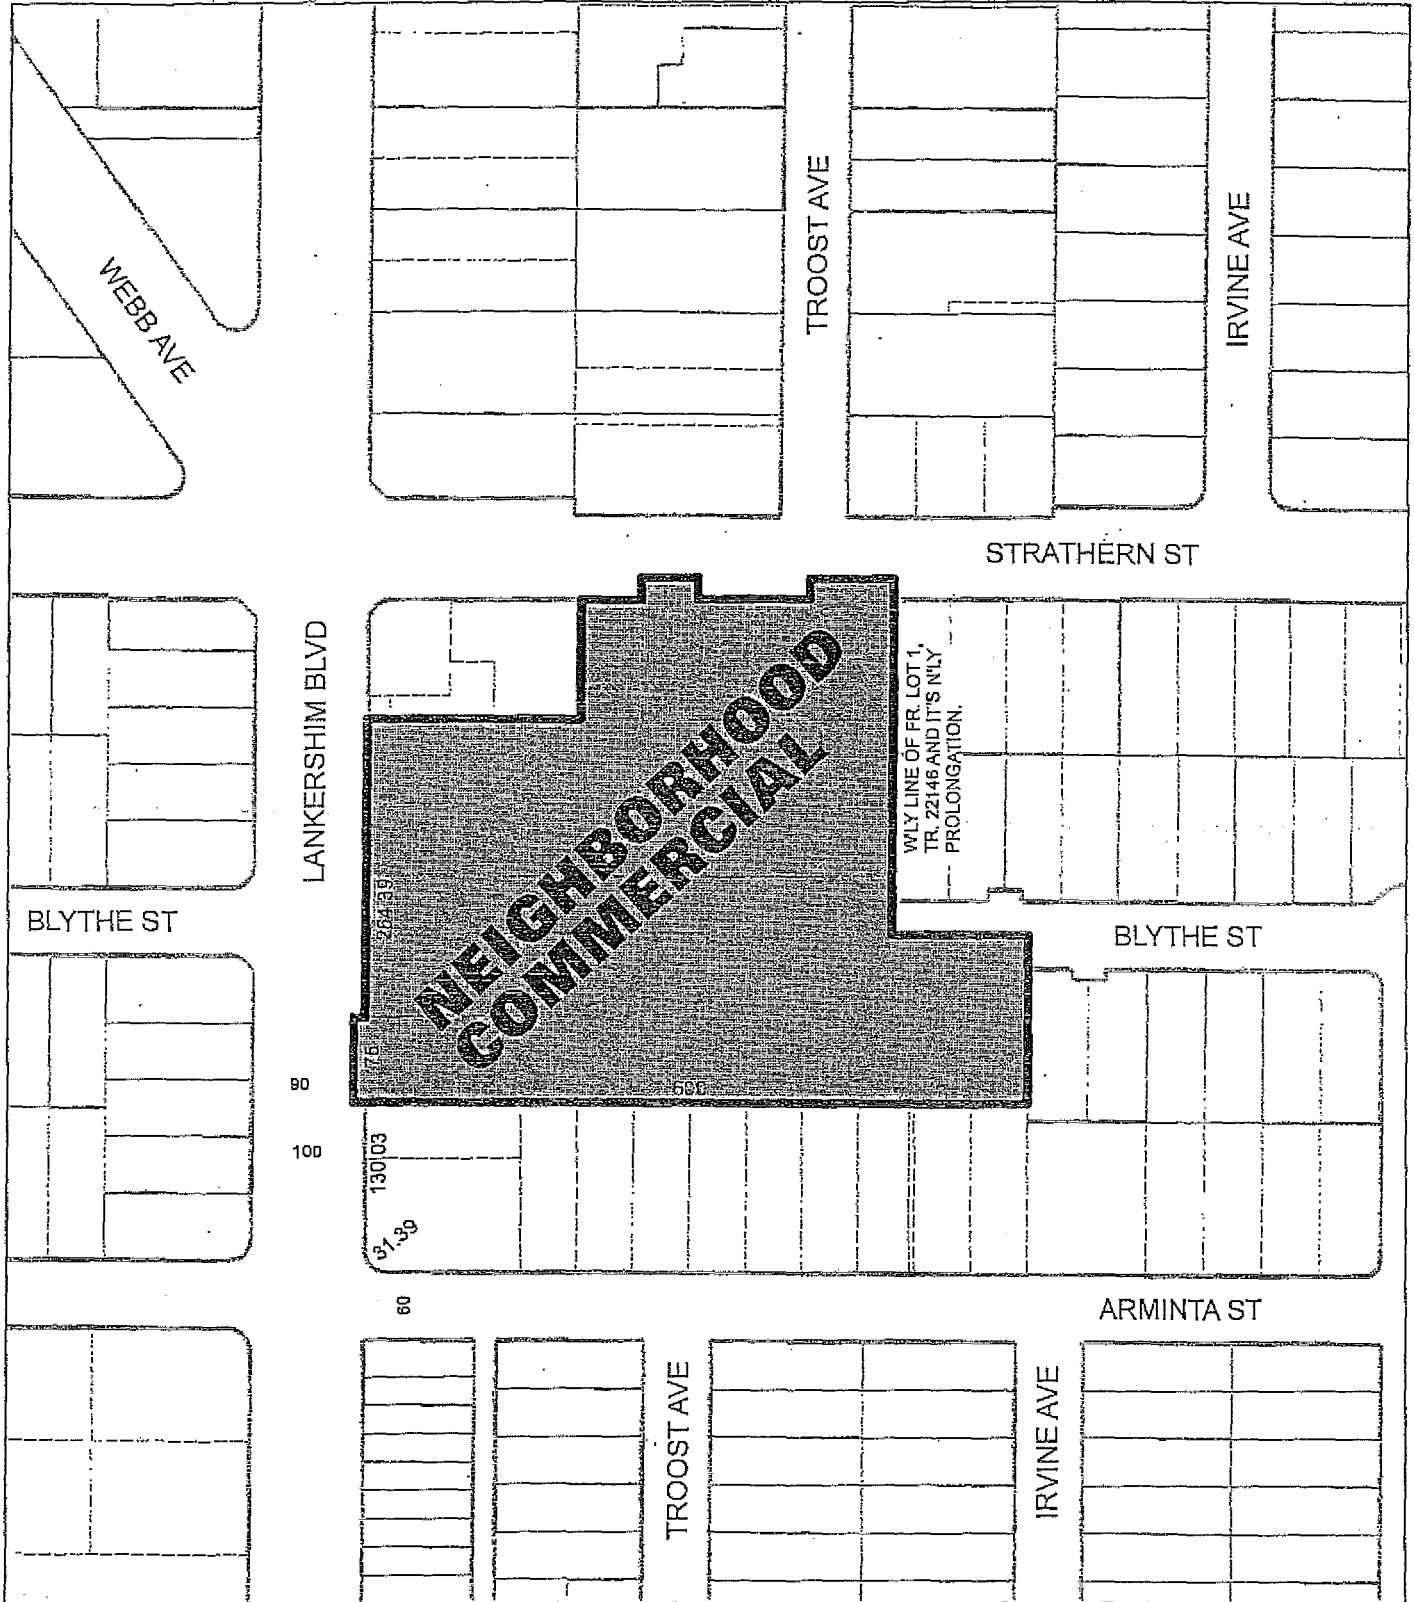 TROOST AVE
IRVINE AVE
WEBB AVE
STRATHERN ST
LANKERSHIM BLVD
NEIGHBORHOOD
COMMERCIAL
WLY LINE OF FR. LOT 1,
TR. 22146 AND IT'S N'LY
PROLONGATION.
264.39
BLYTHE ST
BLYTHE ST
75
90
100
130.03
31.39
60
ARMINTA ST
TROOST AVE
IRVINE AVE